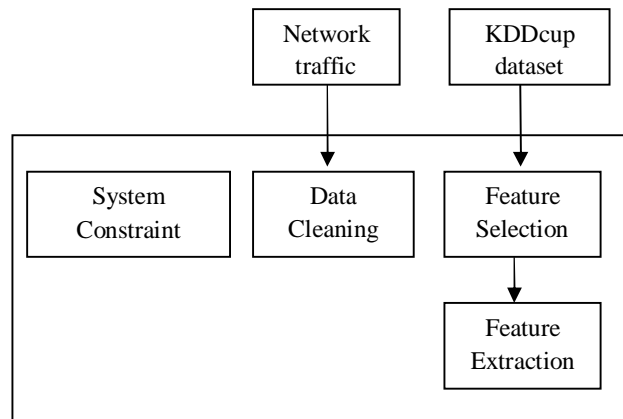 Network
traffic
KDDcup
dataset
System
Constraint
Data
Cleaning
Feature
Selection
Feature
Extraction